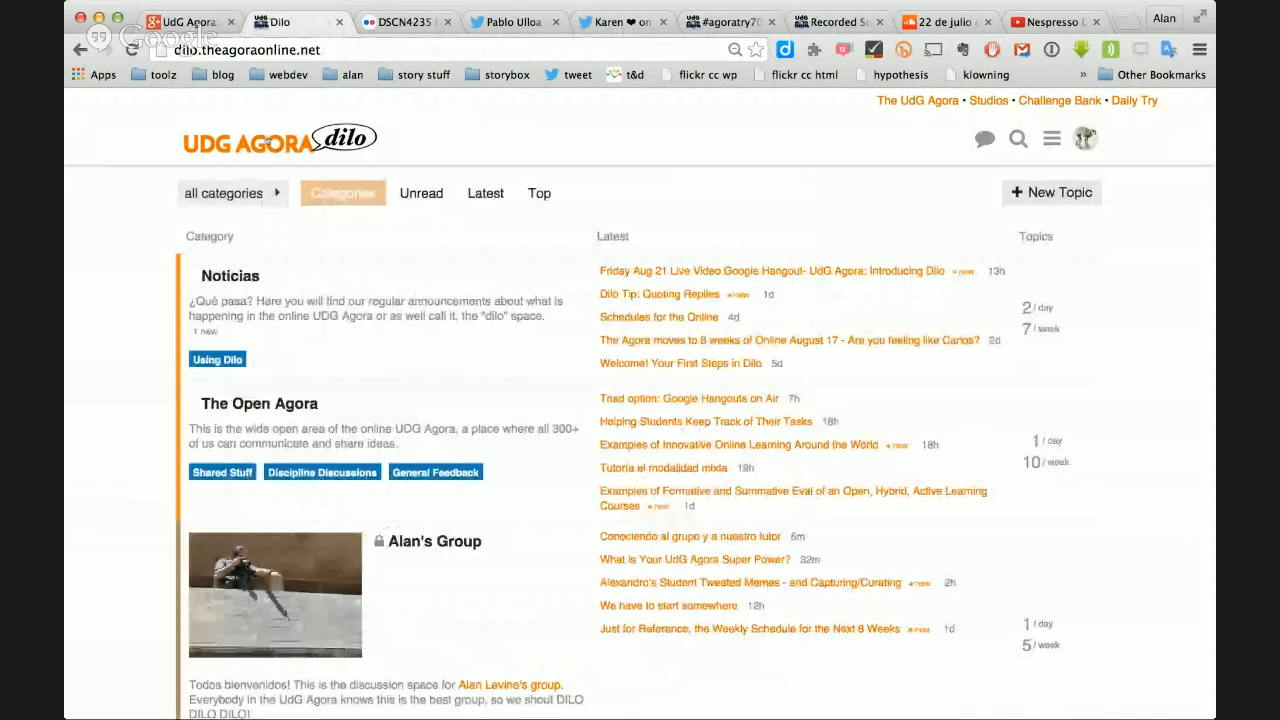 UdG Agora:
Dilo
DSCN4235
Pablo Ulloa
Karen ❤ on
#agoratry70
Recorded S
22 de julio
Nespresso
Alan
Google
dilo.theagoraonline.net
Apps
toolz
blog
webdev
alan
story stuff
storybox
tweet
t&d
flickr cc wp
flickr cc html
hypothesis
klowning
»
Other Bookmarks
The UdG Agora • Studios • Challenge Bank • Daily Try
UDG AGORA dilo
all categories
Categories
Unread
Latest
Top
+ New Topic
Category
Latest
Topics
Noticias
¿Qué pasa? Here you will find our regular announcements about what is
happening in the online UDG Agora or as well call it, the "dilo" space.
1 new
Using Dilo
Friday Aug 21 Live Video Google Hangout- UdG Agora: Introducing Dilo new 13h
Dilo Tip: Quoting Replies new 1d
Schedules for the Online 4d
The Agora moves to 8 weeks of Online August 17 - Are you feeling like Carlos? 2d
Welcome! Your First Steps in Dilo 5d
2 / day
7 / week
The Open Agora
This is the wide open area of the online UDG Agora, a place where all 300+
of us can communicate and share ideas.
Shared Stuff
Discipline Discussions
General Feedback
Triad option: Google Hangouts on Air 7h
Helping Students Keep Track of Their Tasks 18h
Examples of Innovative Online Learning Around the World new 18h
Tutoria el modalidad mixta 19h
Examples of Formative and Summative Eval of an Open, Hybrid, Active Learning
Courses new 1d
1 / day
10 / week
Alan's Group
Todos bienvenidos! This is the discussion space for Alan Levine's group.
Everybody in the UdG Agora knows this is the best group, so we shoult DILO
DILO DILO!
Conociendo al grupo y a nuestro tutor 6m
What is Your UdG Agora Super Power? 32m
Alexandro's Student Tweated Memes - and Capturing/Curating new 2h
We have to start somewhere 12h
Just for Reference, the Weekly Schedule for the Next 8 Weeks new 1d
1 / day
5 / week